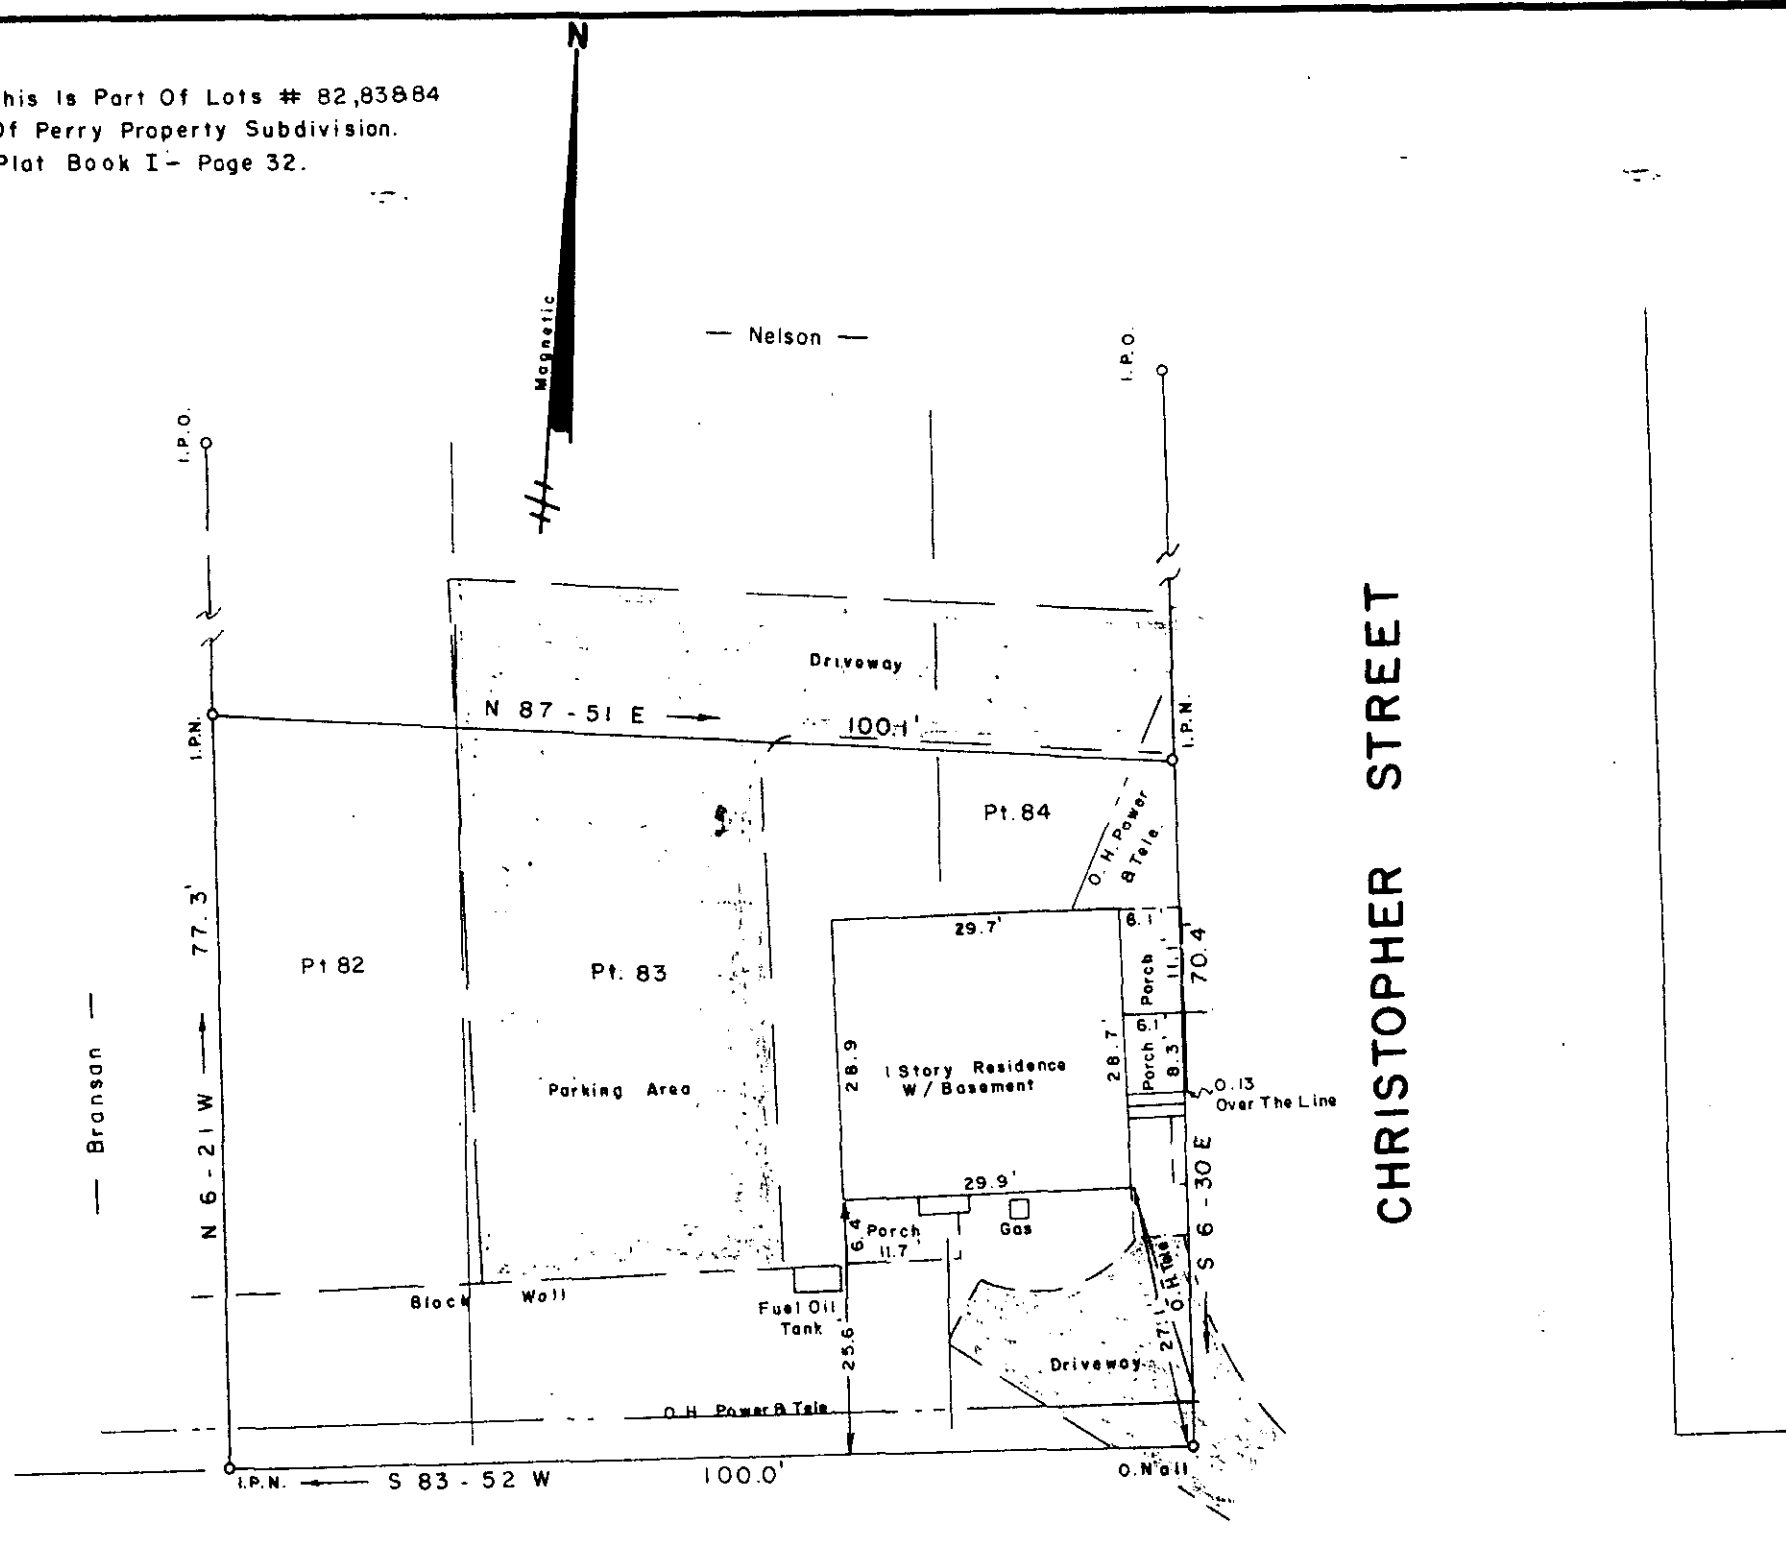 N
his Is Part Of Lots # 82,83&84
Of Perry Property Subdivision.
Plat Book I - Page 32.
Magnetic
— Nelson —
I.P.O.
I.P.O.
Driveway
N 87 - 51 E
100.1'
I.P.N.
I.P.N.
Pt. 84
O. H. Power
& Tele.
77.3'
N 6 - 21 W
— Bransan —
Pt 82
Pt. 83
Parking Area
29.7'
6.1'
Porch
11.1'
70.4'
28.9
1 Story Residence
W/ Basement
28.7'
6.1'
Porch
8.3'
0.13
Over The Line
CHRISTOPHER STREET
29.9'
S 6 - 30 E
6.4
Porch
11.7'
Gas
O.H. Tele
27.1'
Block Wall
Fuel Oil
Tank
25.6'
Driveway
O.H. Power & Tele.
I.P.N.
S 83 - 52 W
100.0'
O.Nail